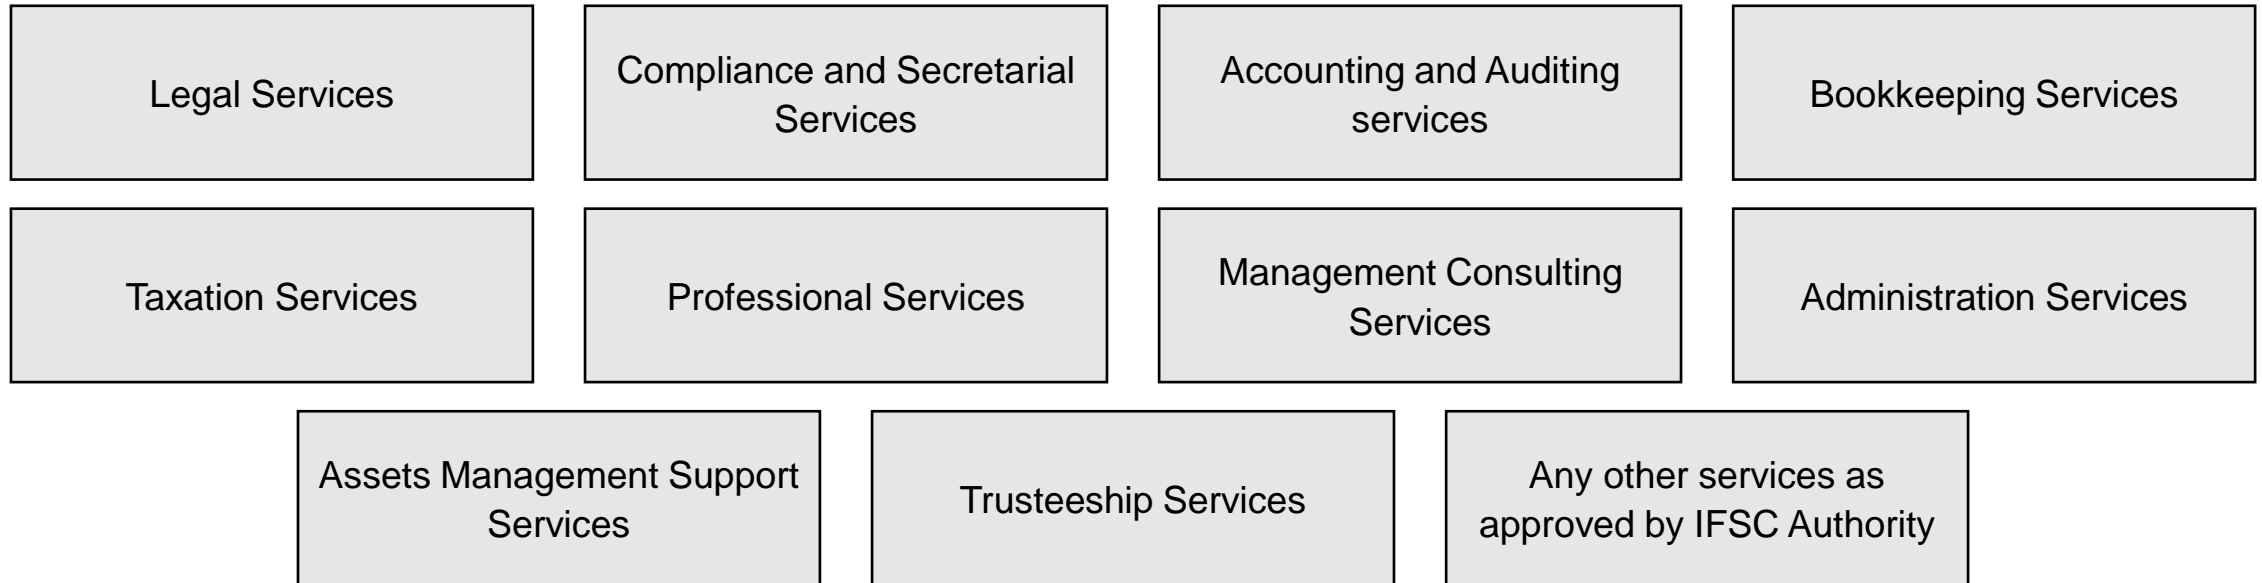 Legal Services
Compliance and Secretarial
Services
Accounting and Auditing
services
Bookkeeping Services
Taxation Services
Professional Services
Management Consulting
Services
Administration Services
Assets Management Support
Services
Trusteeship Services
Any other services as
approved by IFSC Authority